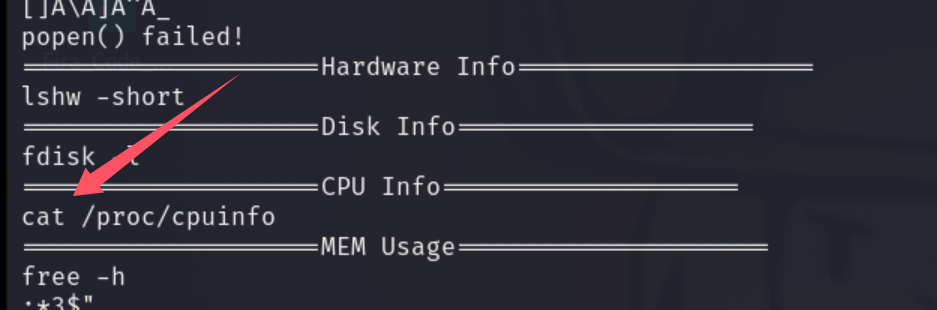 []A\A]A^A_
popen() failed!
====================Hardware Info====================
lshw -short
====================Disk Info====================
fdisk -l
====================CPU Info====================
cat /proc/cpuinfo
====================MEM Usage=====================
free -h
:*3$"